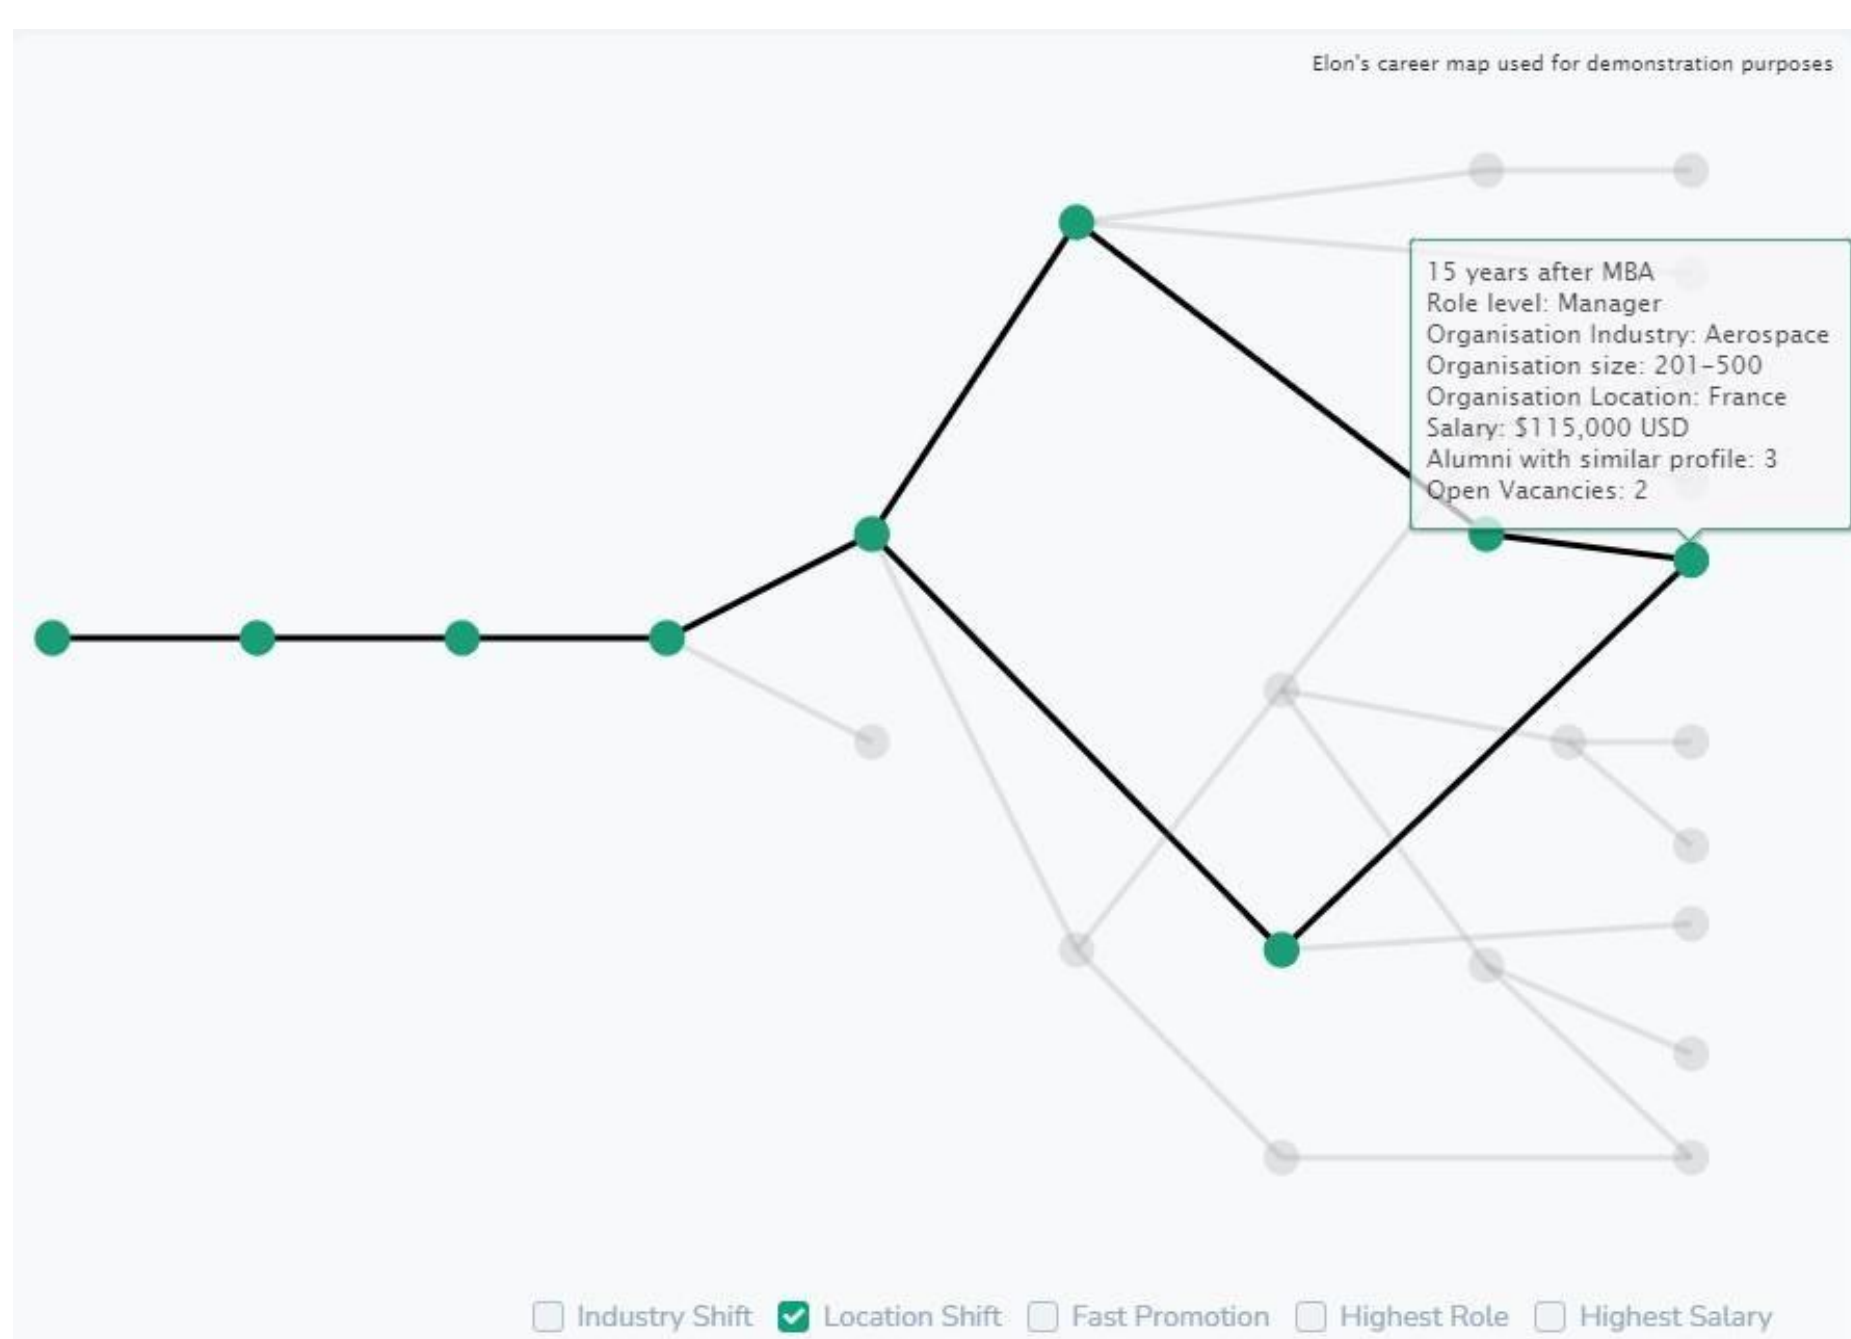 Elon's career map used for demonstration purposes
15 years after MBA
Role level: Manager
Organisation Industry: Aerospace
Organisation size: 201-500
Organisation Location: France
Salary: $115,000 USD
Alumni with similar profile: 3
Open Vacancies: 2
Industry Shift Location Shift Fast Promotion Highest Role Highest Salary